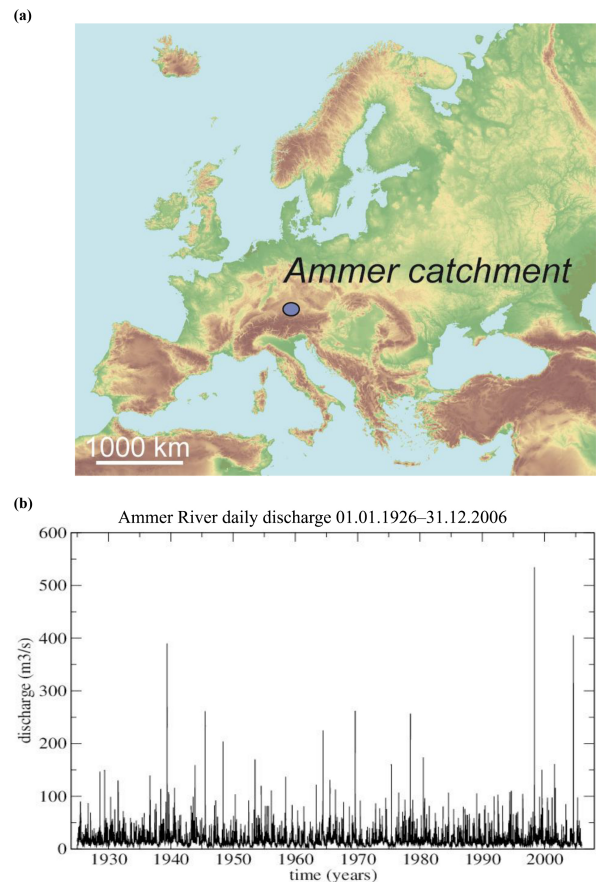 (a)
Ammer catchment
1000 km
(b)
Ammer River daily discharge 01.01.1926–31.12.2006
600
500
400
300
200
100
0
discharge (m3/s)
1930 1940 1950 1960 1970 1980 1990 2000
time (years)